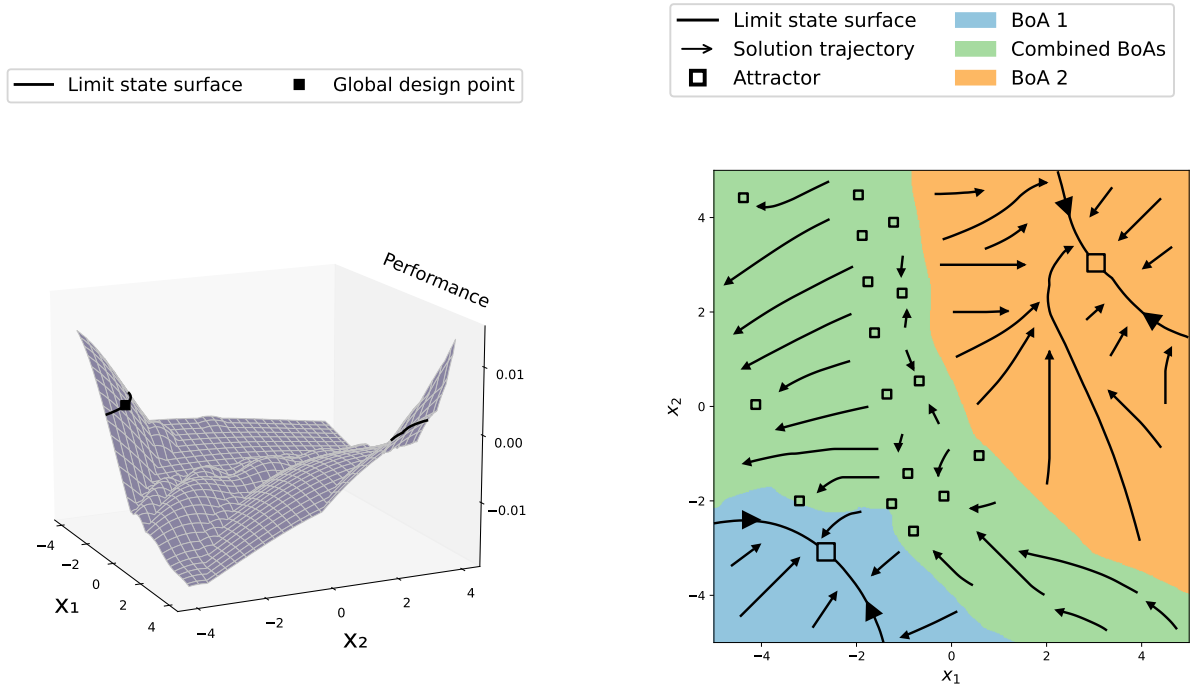 Limit state surface
Global design point
Performance
0.01
0.00
−0.01
−4
−2
0
2
4
x₁
−4
−2
0
2
4
x₂
Limit state surface
Solution trajectory
Attractor
BoA 1
Combined BoAs
BoA 2
4
2
0
−2
−4
x₂
−4
−2
0
2
4
x₁